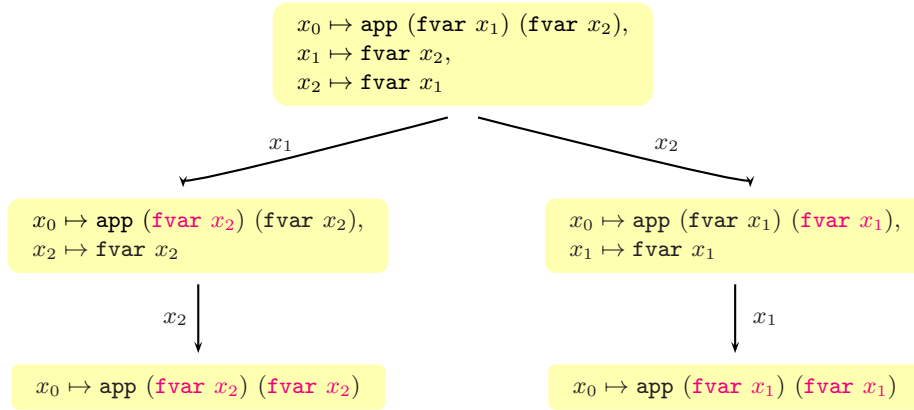 x₀ ↦ app (fvar x₁) (fvar x₂),
x₁ ↦ fvar x₂,
x₂ ↦ fvar x₁
x₁
x₂
x₀ ↦ app (fvar x₂) (fvar x₂),
x₂ ↦ fvar x₂
x₀ ↦ app (fvar x₁) (fvar x₁),
x₁ ↦ fvar x₁
x₂
x₁
x₀ ↦ app (fvar x₂) (fvar x₂)
x₀ ↦ app (fvar x₁) (fvar x₁)